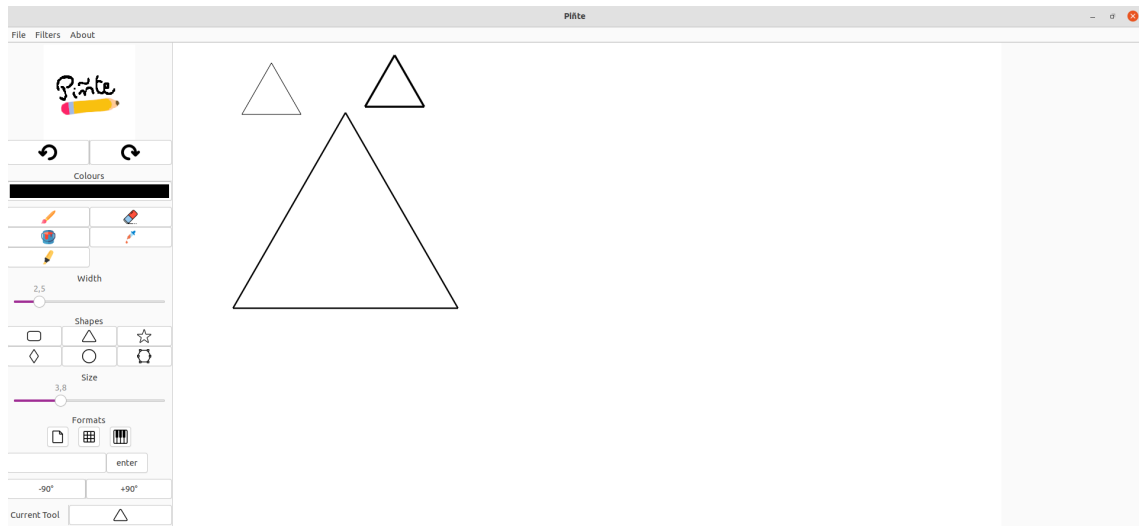 PIñte
File Filters About
Piñte
Colours
Width
2,5
Shapes
Size
3,8
Formats
enter
-90° +90°
Current Tool